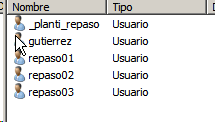 Nombre Tipo
_planti_repaso Usuario
gutierrez Usuario
repaso01 Usuario
repaso02 Usuario
repaso03 Usuario